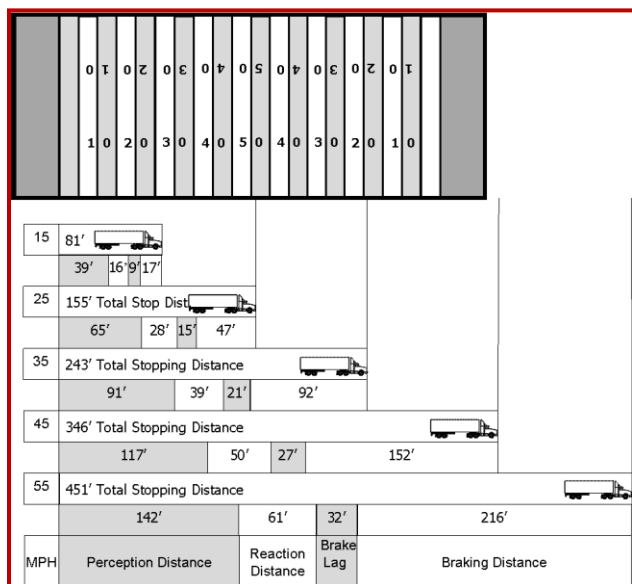 0 1 0 2 0 3 0 4 0 5 0 4 0 3 0 2 0 1
1 0 2 0 3 0 4 0 5 0 4 0 3 0 2 0 1 0
15 81'
39' 16' 9' 17'
25 155' Total Stop Dist
65' 28' 15' 47'
35 243' Total Stopping Distance
91' 39' 21' 92'
45 346' Total Stopping Distance
117' 50' 27' 152'
55 451' Total Stopping Distance
142' 61' 32' 216'
MPH Perception Distance Reaction Distance Brake Lag Braking Distance